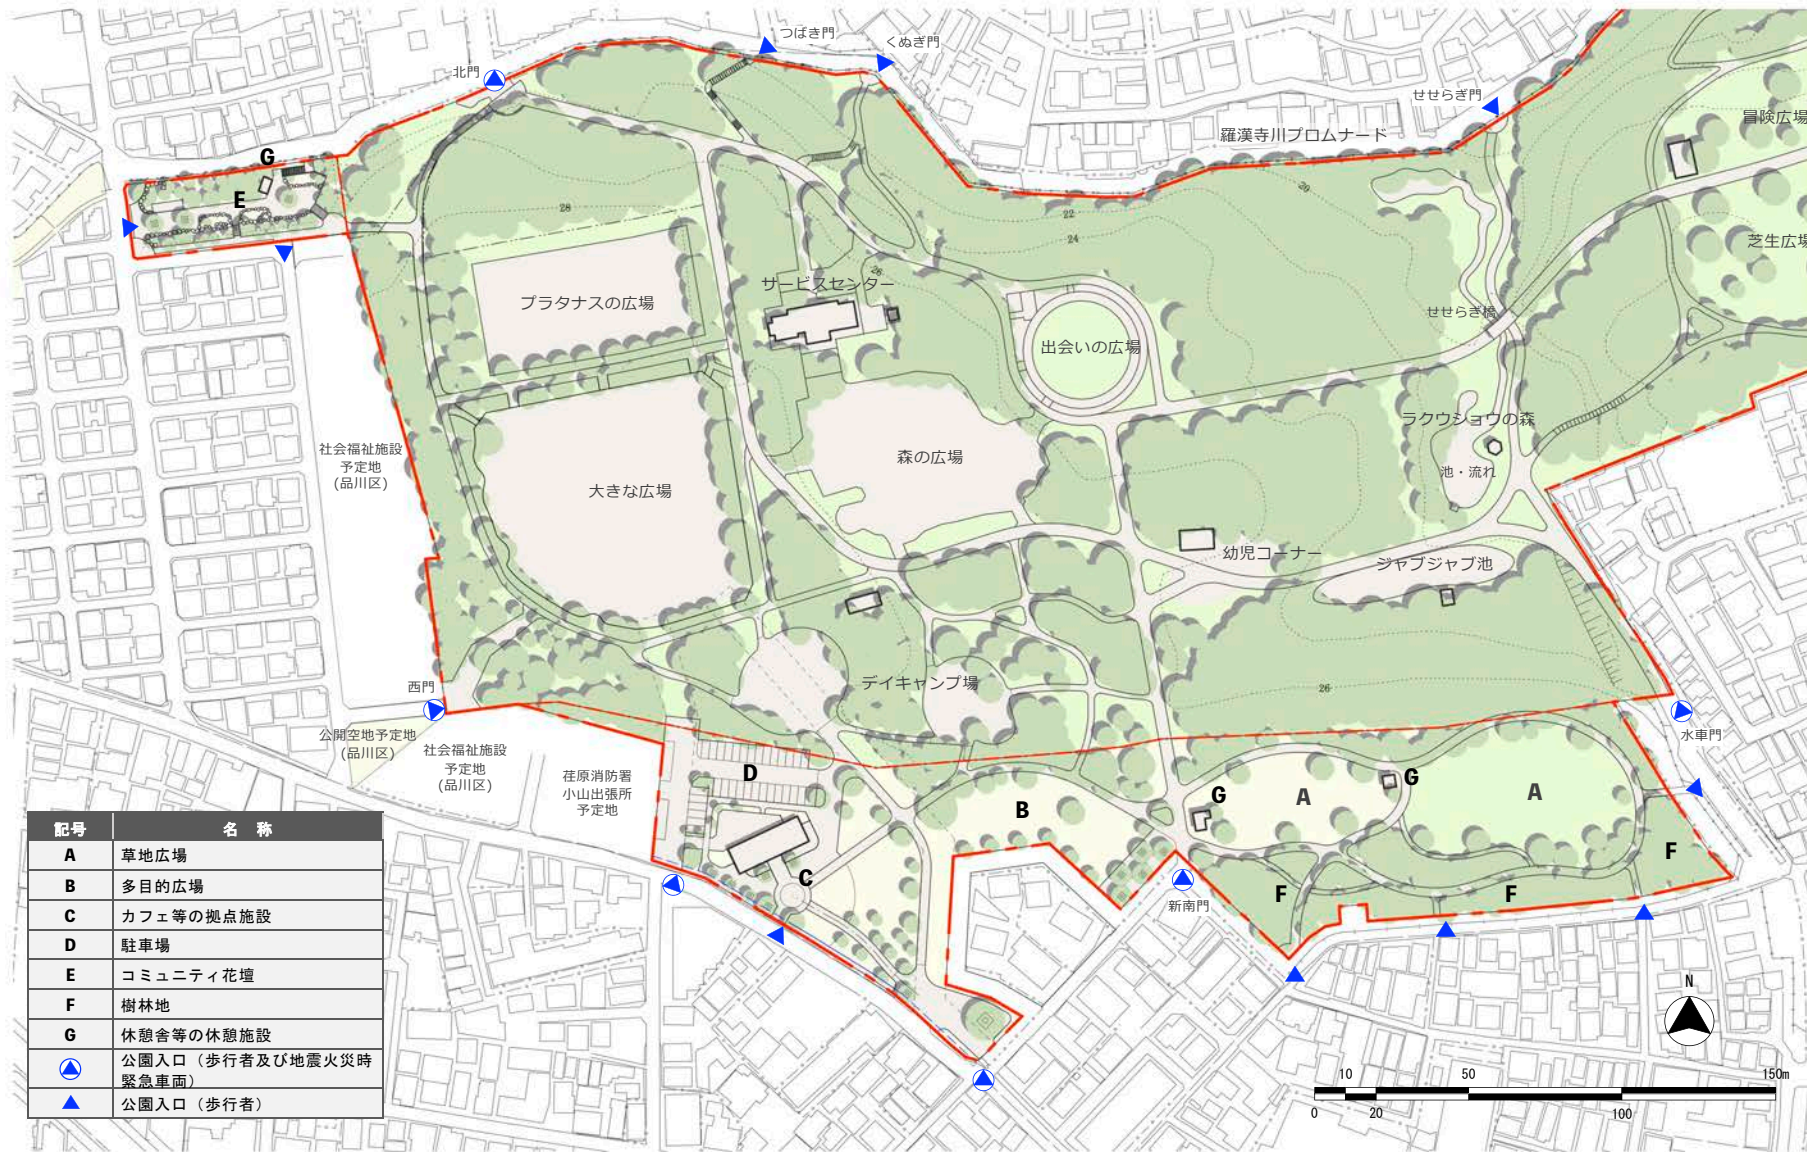 つばき門
くぬぎ門
北門
せせらぎ門
冒険広場
羅漢寺川プロムナード
G
E
28
20
22
24
芝生広場
サービスセンター
26
プラタナスの広場
せせらぎ橋
出会いの広場
ラクウショウの森
社会福祉施設
予定地
(品川区)
森の広場
池・流れ
大きな広場
幼児コーナー
ジャブジャブ池
デイキャンプ場
26
西門
公開空地予定地
(品川区)
社会福祉施設
予定地
(品川区)
荏原消防署
小山出張所
予定地
水車門
D
B
G
A
G
A
C
F
F
F
新南門
記号 名 称
A 草地広場
B 多目的広場
C カフェ等の拠点施設
D 駐車場
E コミュニティ花壇
F 樹林地
G 休憩舎等の休憩施設
公園入口（歩行者及び地震火災時
緊急車両）
公園入口（歩行者）
N
10 50 150m
0 20 100